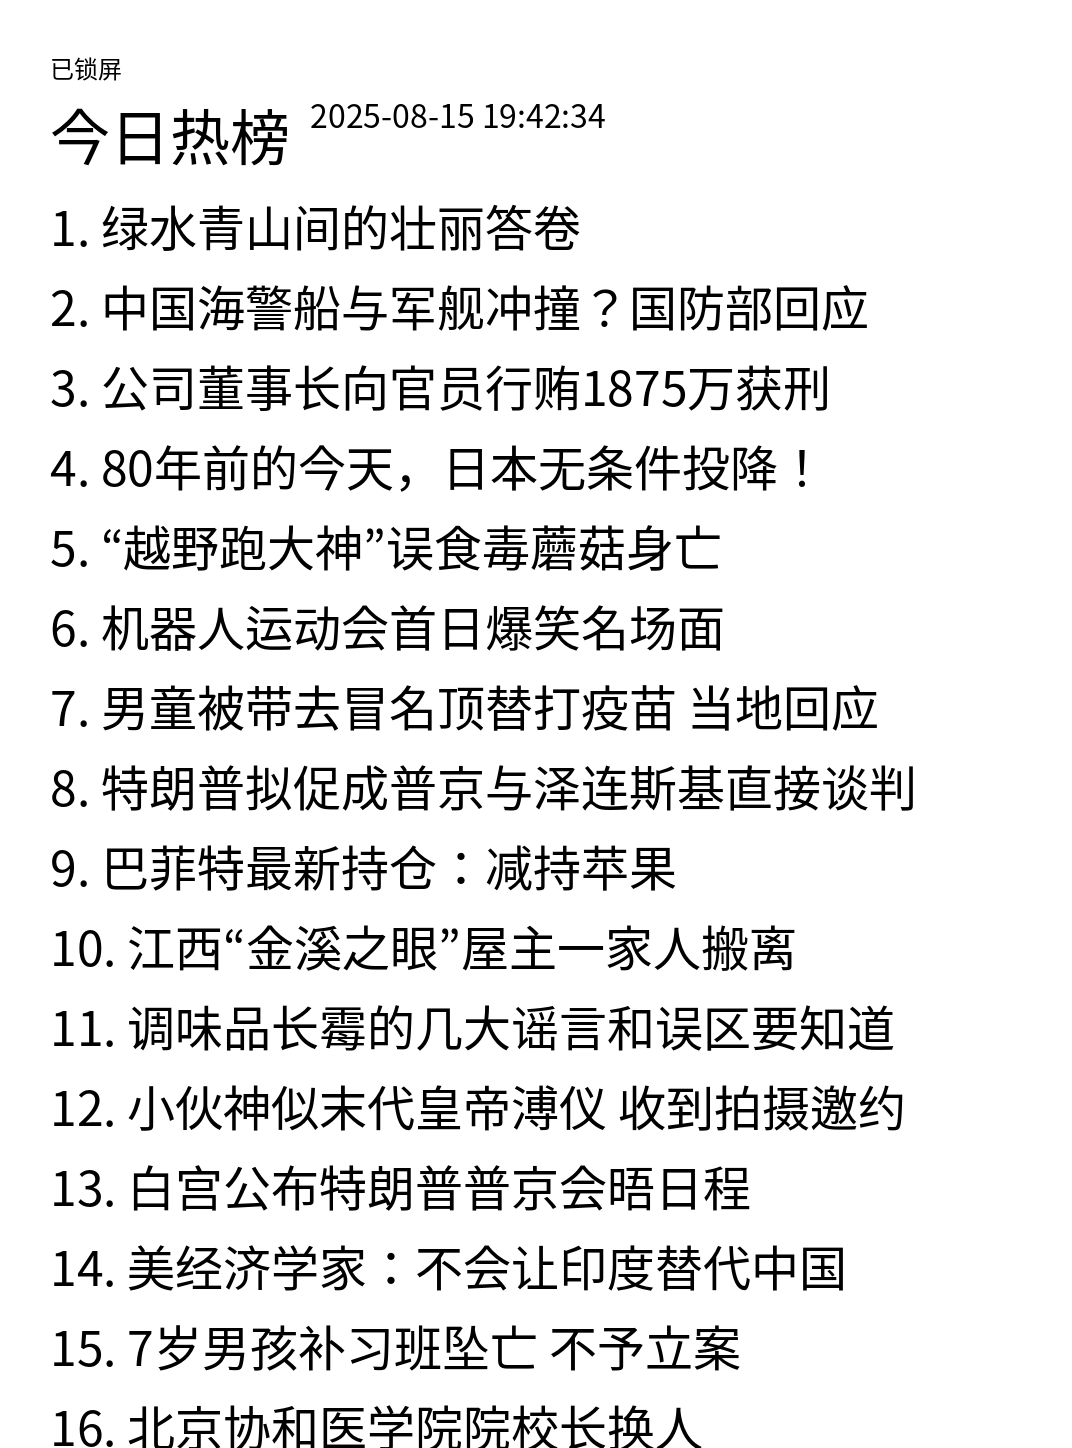 已锁屏
今日热榜 2025-08-15 19:42:34
1. 绿水青山间的壮丽答卷
2. 中国海警船与军舰冲撞？国防部回应
3. 公司董事长向官员行贿1875万获刑
4. 80年前的今天，日本无条件投降！
5. “越野跑大神”误食毒蘑菇身亡
6. 机器人运动会首日爆笑名场面
7. 男童被带去冒名顶替打疫苗 当地回应
8. 特朗普拟促成普京与泽连斯基直接谈判
9. 巴菲特最新持仓：减持苹果
10. 江西“金溪之眼”屋主一家人搬离
11. 调味品长霉的几大谣言和误区要知道
12. 小伙神似末代皇帝溥仪 收到拍摄邀约
13. 白宫公布特朗普普京会晤日程
14. 美经济学家：不会让印度替代中国
15. 7岁男孩补习班坠亡 不予立案
16. 北京协和医学院院校长换人